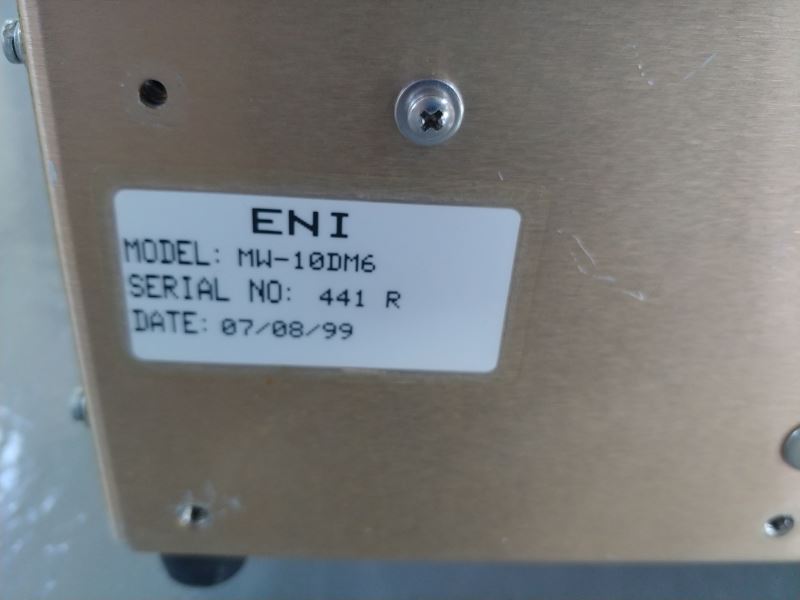 ENI
MODEL: MW-10DM6
SERIAL NO: 441 R
DATE: 07/08/99